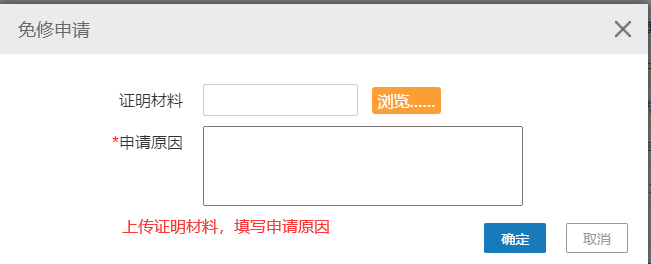 免修申请
证明材料
浏览......
*申请原因
上传证明材料，填写申请原因
确定
取消